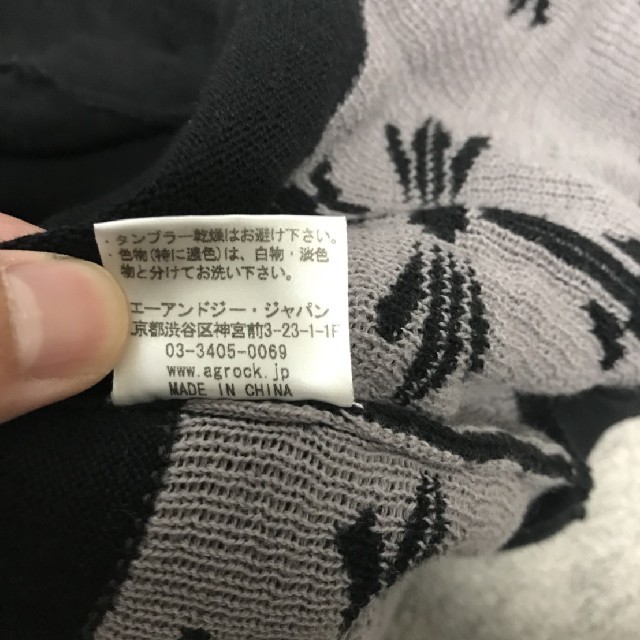 ・タンブラー乾燥はお避け下さい。
色物(特に濃色)は、白物・淡色
物と分けてお洗い下さい。
エーアンドジー・ジャパン
京都渋谷区神宮前3-23-1-1F
03-3405-0069
www.agrock.jp
MADE IN CHINA